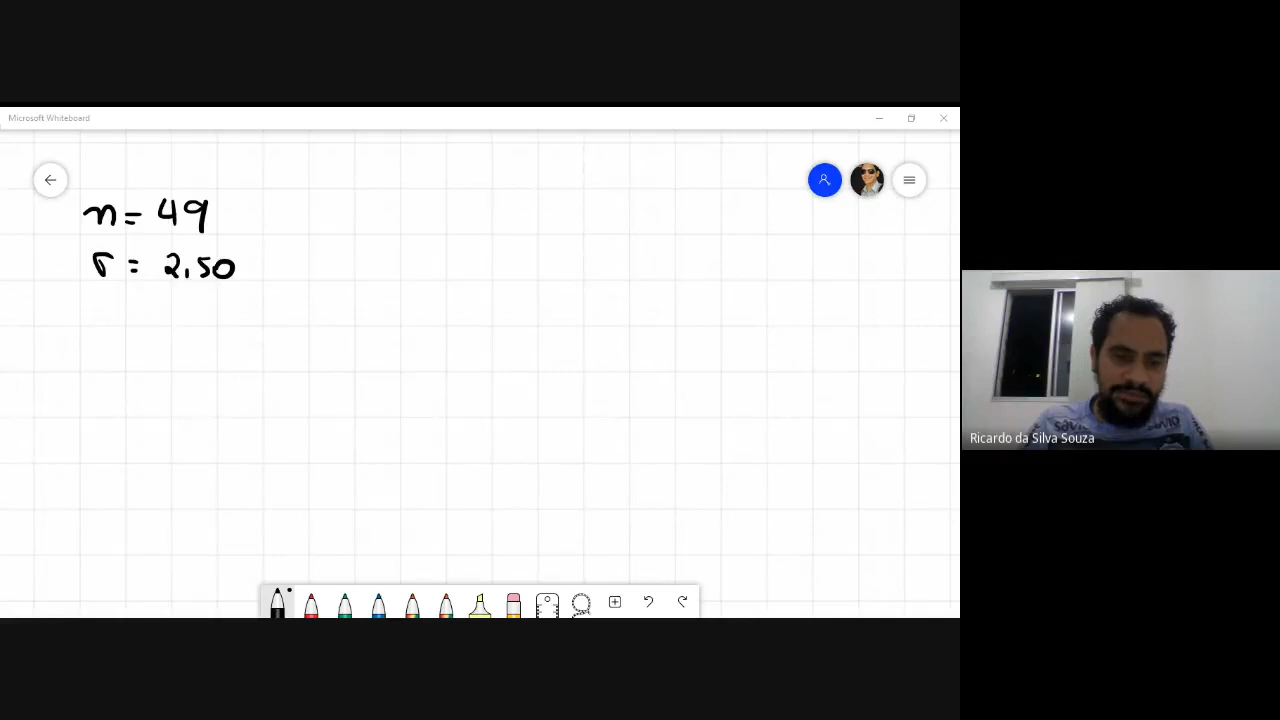 Microsoft Whiteboard
n = 49
σ = 2,50
Ricardo da Silva Souza